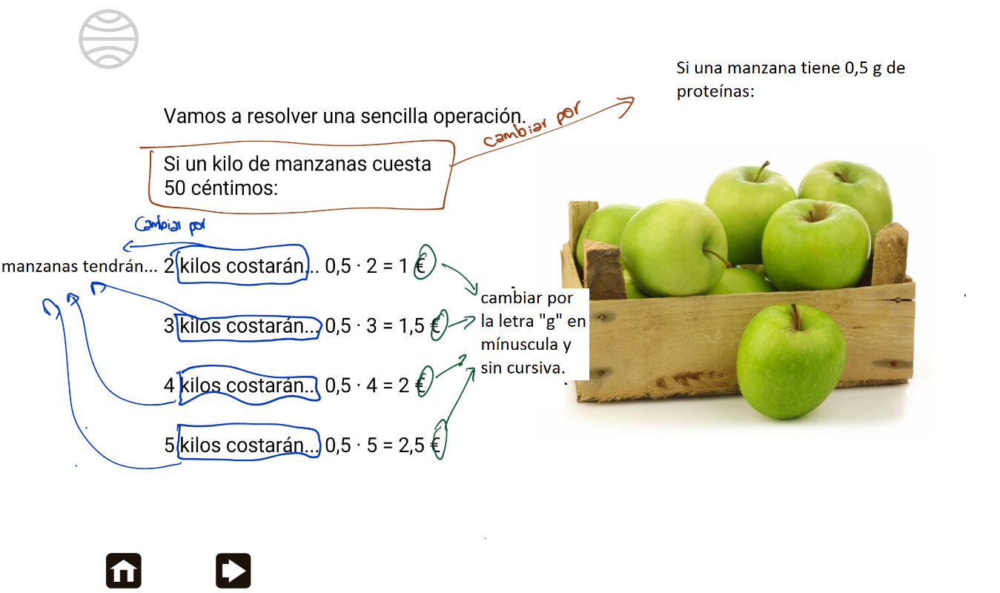 Si una manzana tiene 0,5 g de
proteínas:
Vamos a resolver una sencilla operación.
cambiar por
Si un kilo de manzanas cuesta
50 céntimos:
Cambiar por
manzanas tendrán... 2 kilos costarán... 0,5 · 2 = 1 €
3 kilos costarán... 0,5 · 3 = 1,5 €
4 kilos costarán... 0,5 · 4 = 2 €
5 kilos costarán... 0,5 · 5 = 2,5 €
cambiar por
la letra "g" en
mínuscula y
sin cursiva.